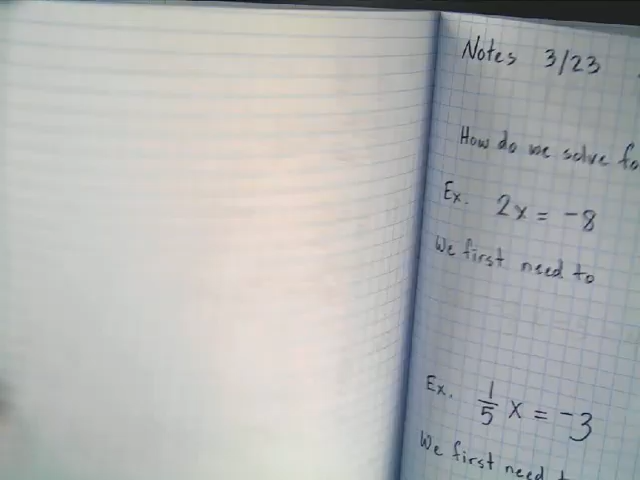 Notes 3/23
How do we solve fo
Ex. 2x = -8
We first need to
Ex. 1/5 x = -3
We first need t